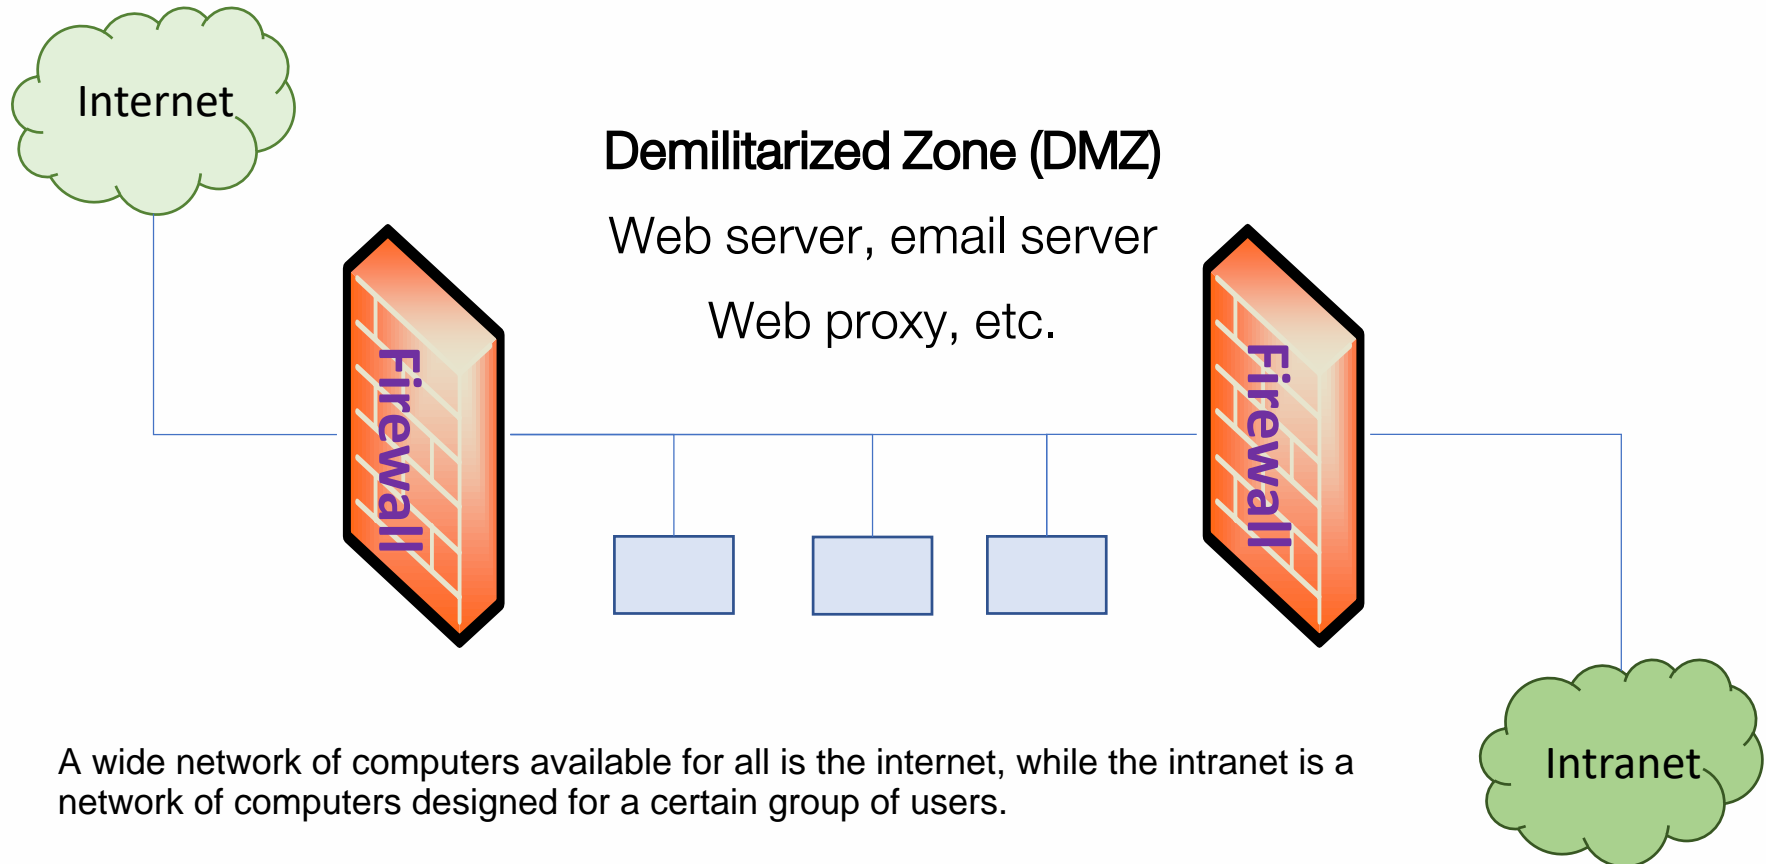 Internet
Demilitarized Zone (DMZ)
Web server, email server
Web proxy, etc.
Firewall
Firewall
Intranet
A wide network of computers available for all is the internet, while the intranet is a
network of computers designed for a certain group of users.